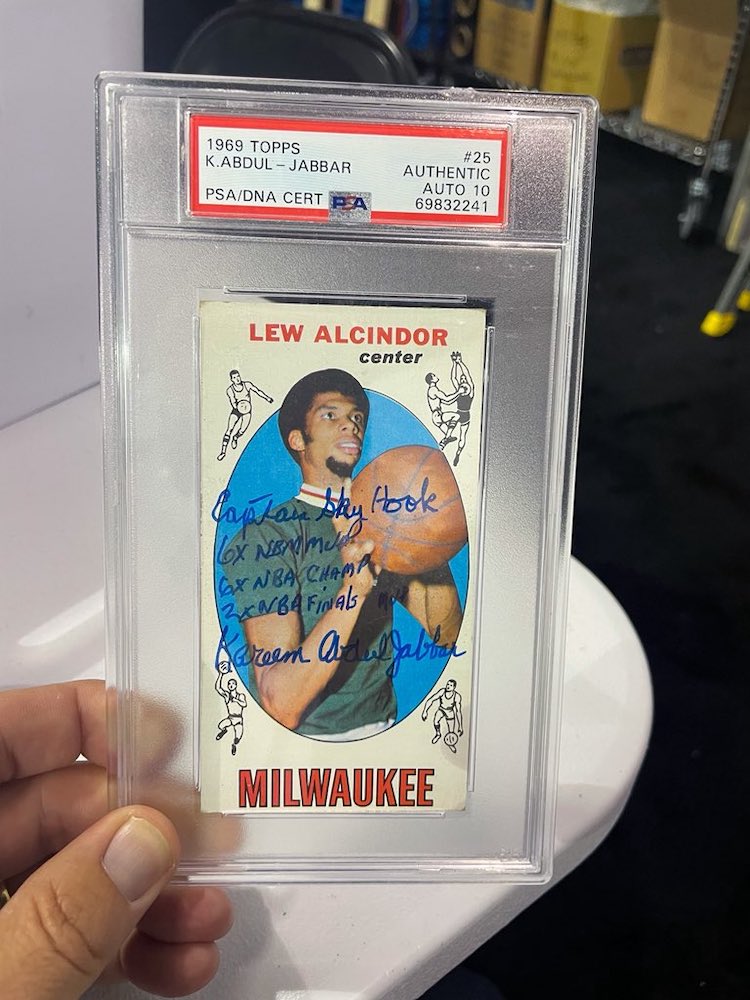 1969 TOPPS #25
K.ABDUL-JABBAR AUTHENTIC
AUTO 10
PSA/DNA CERT PSA 69832241
LEW ALCINDOR
center
Captain Sky Hook
6X NBA MVP
6X NBA CHAMP
2X NBA FINALS MVP
Kareem Abdul Jabbar
MILWAUKEE